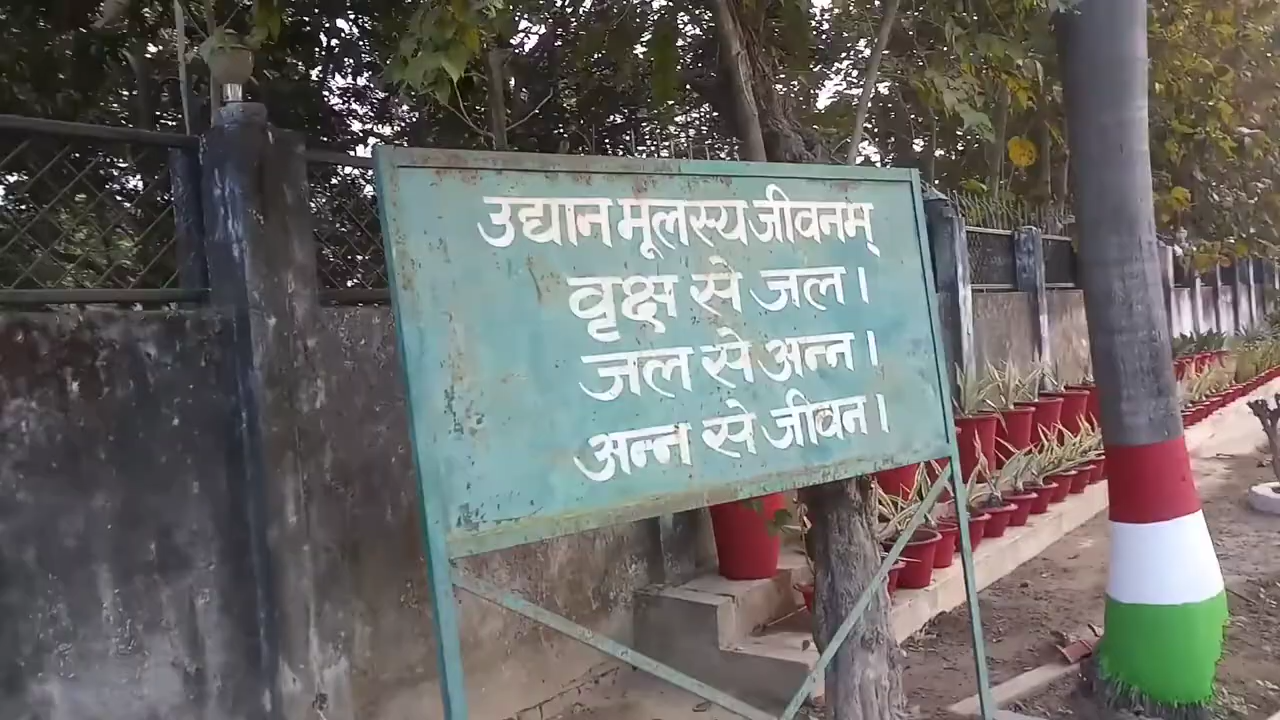 उद्यान मूलस्य जीवनम्
वृक्ष से जल।
जल से अन्न।
अन्न से जीवन।